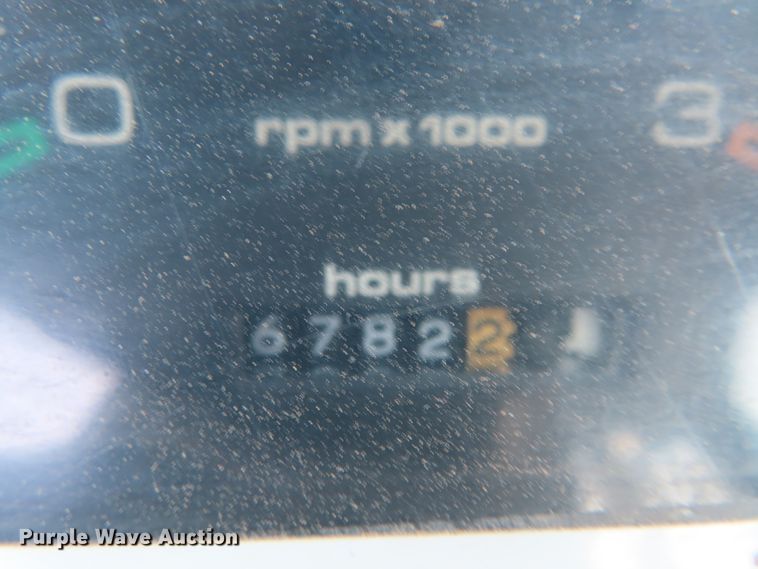 0 rpm x 1000 3
hours
67822
Purple Wave Auction